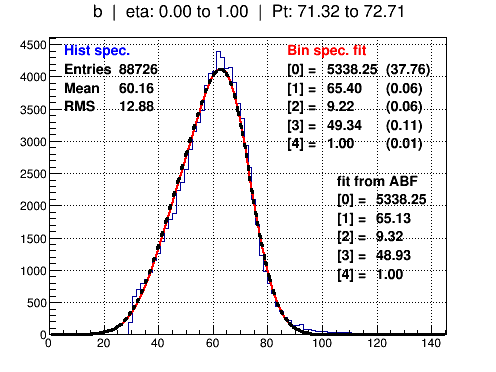 b | eta: 0.00 to 1.00 | Pt: 71.32 to 72.71
Hist spec.
Entries 88726
Mean 60.16
RMS 12.88
Bin spec. fit
[0] = 5338.25 (37.76)
[1] = 65.40 (0.06)
[2] = 9.22 (0.06)
[3] = 49.34 (0.11)
[4] = 1.00 (0.01)
fit from ABF
[0] = 5338.25
[1] = 65.13
[2] = 9.32
[3] = 48.93
[4] = 1.00
4500
4000
3500
3000
2500
2000
1500
1000
500
0
0 20 40 60 80 100 120 140